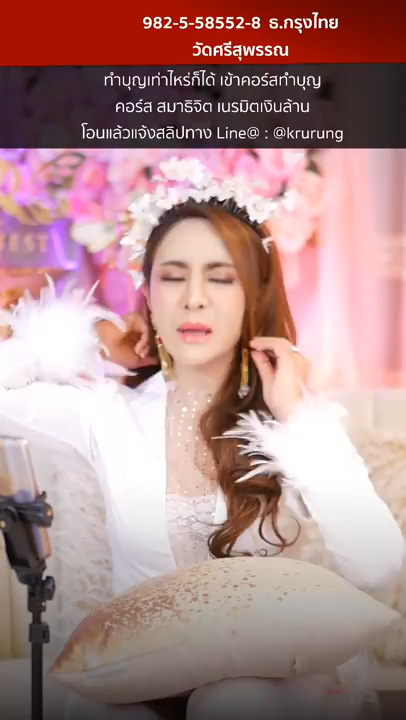 982-5-58552-8 ธ.กรุงไทย
วัดศรีสุพรรณ
ทำบุญเท่าไหร่ก็ได้ เข้าคอร์สทำบุญ
คอร์ส สมาธิจิต เนรมิตเงินล้าน
โอนแล้วแจ้งสลิปทาง Line@ : @krurung